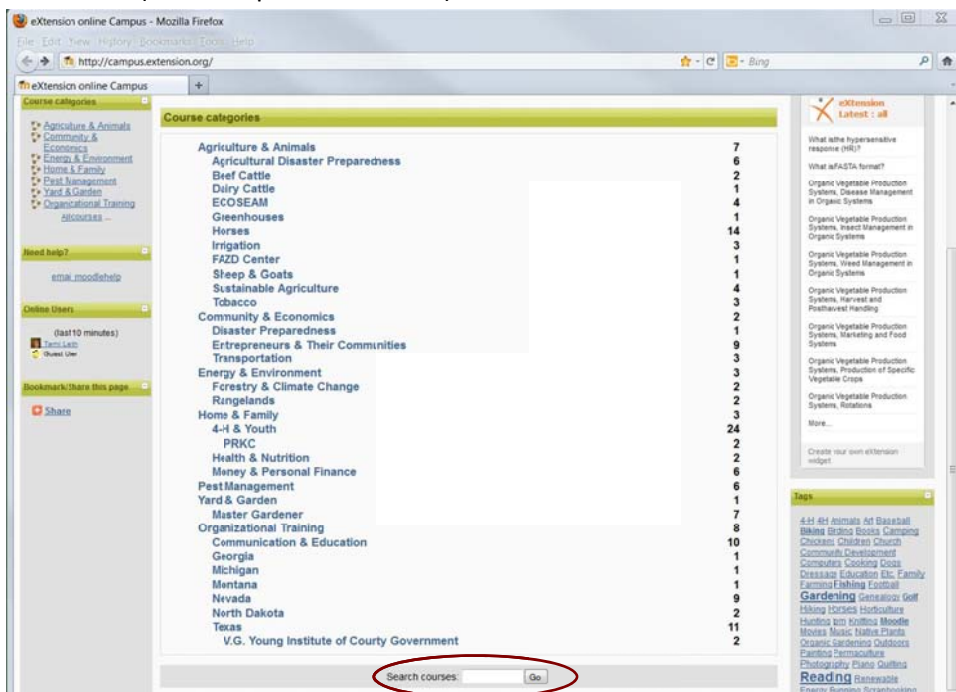 eXtension online Campus - Mozilla Firefox
File Edit View History Bookmarks Tools Help
http://campus.extension.org/
Bing
eXtension online Campus
Course categories
Agriculture & Animals
Community &
Economics
Energy & Environment
Home & Family
Pest Management
Yard & Garden
Organizational Training
All courses ...
Need help?
email moodlehelp
Online Users
(last 10 minutes)
Guest User
Bookmark/Share this page
Share
Course categories
Agriculture & Animals 7
Agricultural Disaster Preparedness 6
Beef Cattle 2
Dairy Cattle 1
ECOSEAM 4
Greenhouses 1
Horses 14
Irrigation 3
FAZD Center 1
Sheep & Goats 1
Sustainable Agriculture 4
Tobacco 3
Community & Economics 2
Disaster Preparedness 1
Entrepreneurs & Their Communities 9
Transportation 3
Energy & Environment 3
Forestry & Climate Change 2
Rangelands 2
Home & Family 3
4-H & Youth 24
PRKC 2
Health & Nutrition 2
Money & Personal Finance 6
Pest Management 6
Yard & Garden 1
Master Gardener 7
Organizational Training 8
Communication & Education 10
Georgia 1
Michigan 1
Montana 1
Nevada 9
North Dakota 2
Texas 11
V.G. Young Institute of County Government 2
Search courses: Go
eXtension
Latest : all
What is the hypersensitive
response (HR)?
What is FASTA format?
Organic Vegetable Production
Systems, Disease Management
in Organic Systems
Organic Vegetable Production
Systems, Insect Management in
Organic Systems
Organic Vegetable Production
Systems, Weed Management in
Organic Systems
Organic Vegetable Production
Systems, Harvest and
Postharvest Handling
Organic Vegetable Production
Systems, Marketing and Food
Systems
Organic Vegetable Production
Systems, Production of Specific
Vegetable Crops
Organic Vegetable Production
Systems, Rotations
More...
Create your own eXtension
widget
Tags
4-H 4H Animals Art Baseball
Biking Birding Books Camping
Chickens Children Church
Community Development
Computers Cooking Dogs
Dressage Education Etc. Family
Farming Fishing Football
Gardening Genealogy Golf
Hiking Horses Horticulture
Hunting Knitting Moodle
Movies Music Native Plants
Organic Gardening Outdoors
Painting Permaculture
Photography Piano Quilting
Reading Renewable
Energy Running Scrapbooking